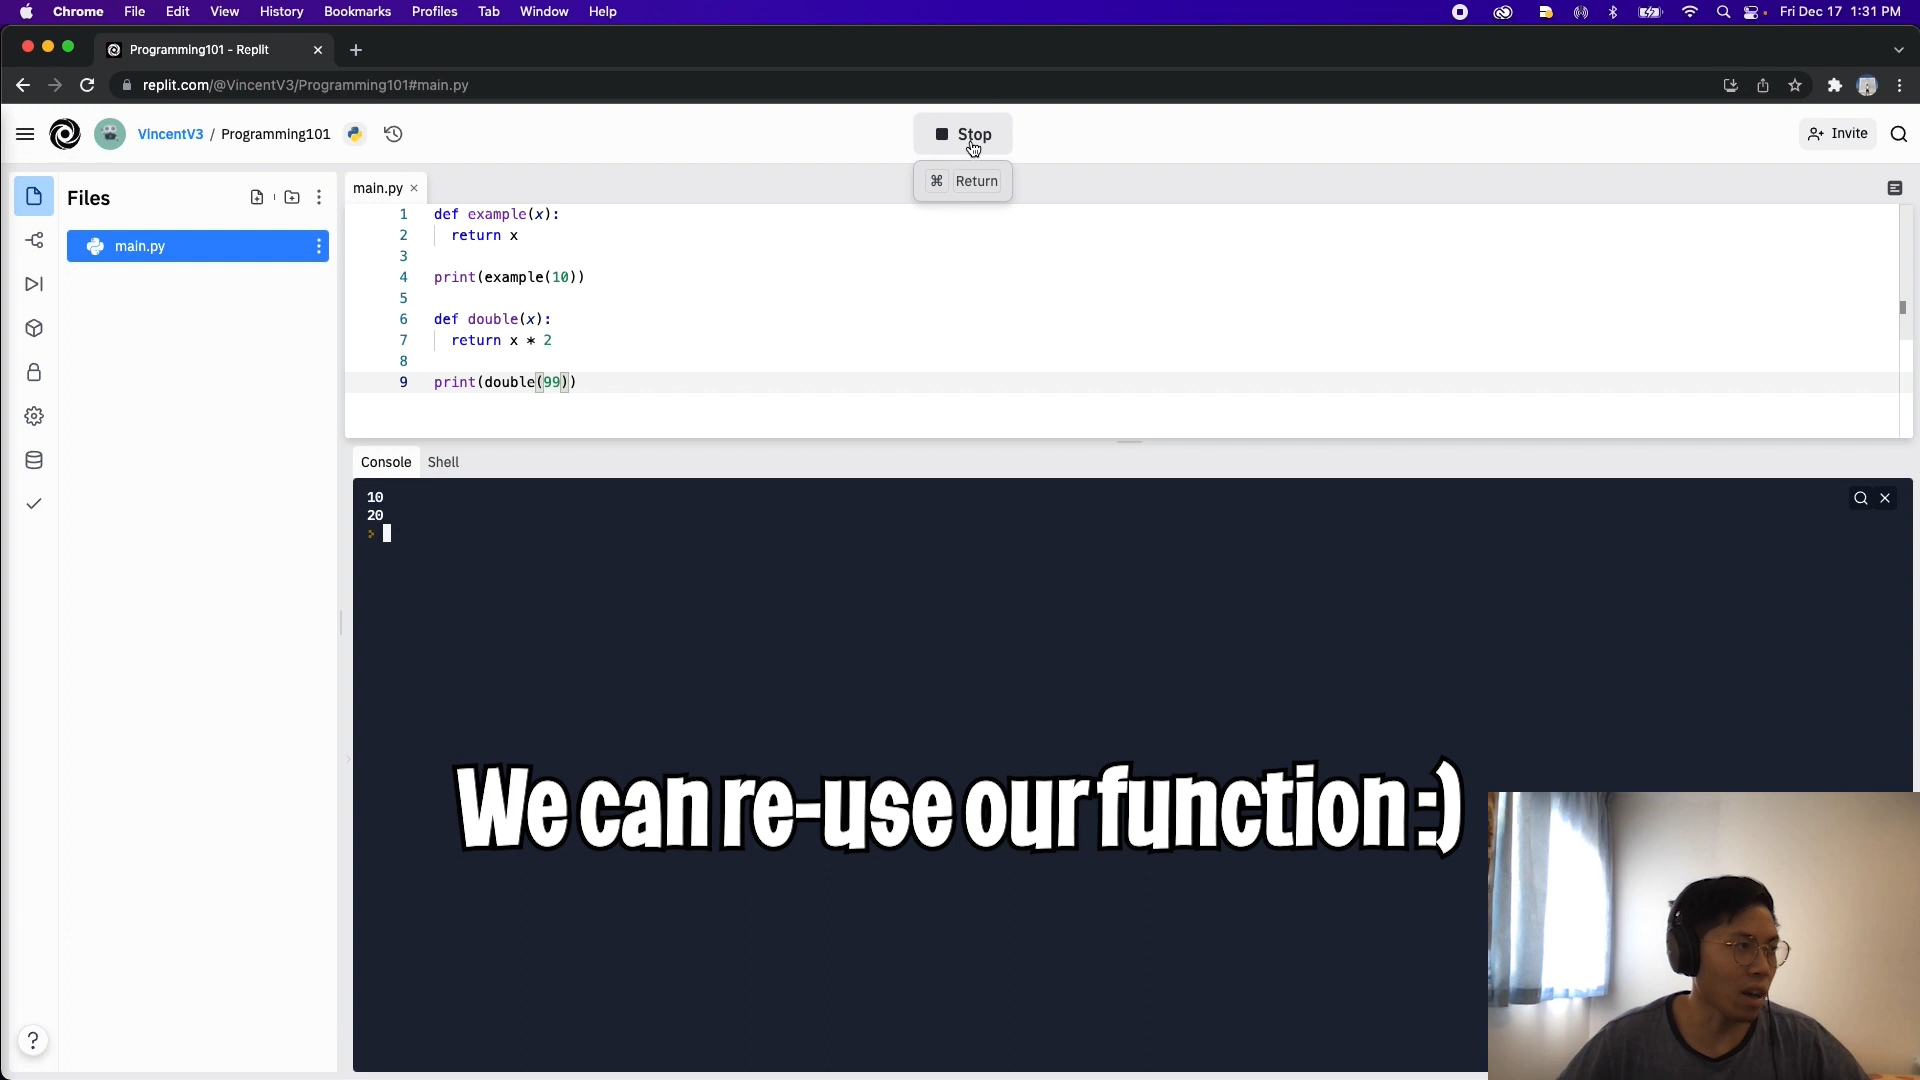 Chrome File Edit View History Bookmarks Profiles Tab Window Help Fri Dec 17 1:31 PM
Programming101 - Replit
replit.com/@VincentV3/Programming101#main.py
VincentV3 / Programming101 Stop Invite
⌘ Return
Files
main.py
main.py
1 def example(x):
2 return x
3
4 print(example(10))
5
6 def double(x):
7 return x * 2
8
9 print(double(99))
Console Shell
10
20
We can re-use our function :)
?